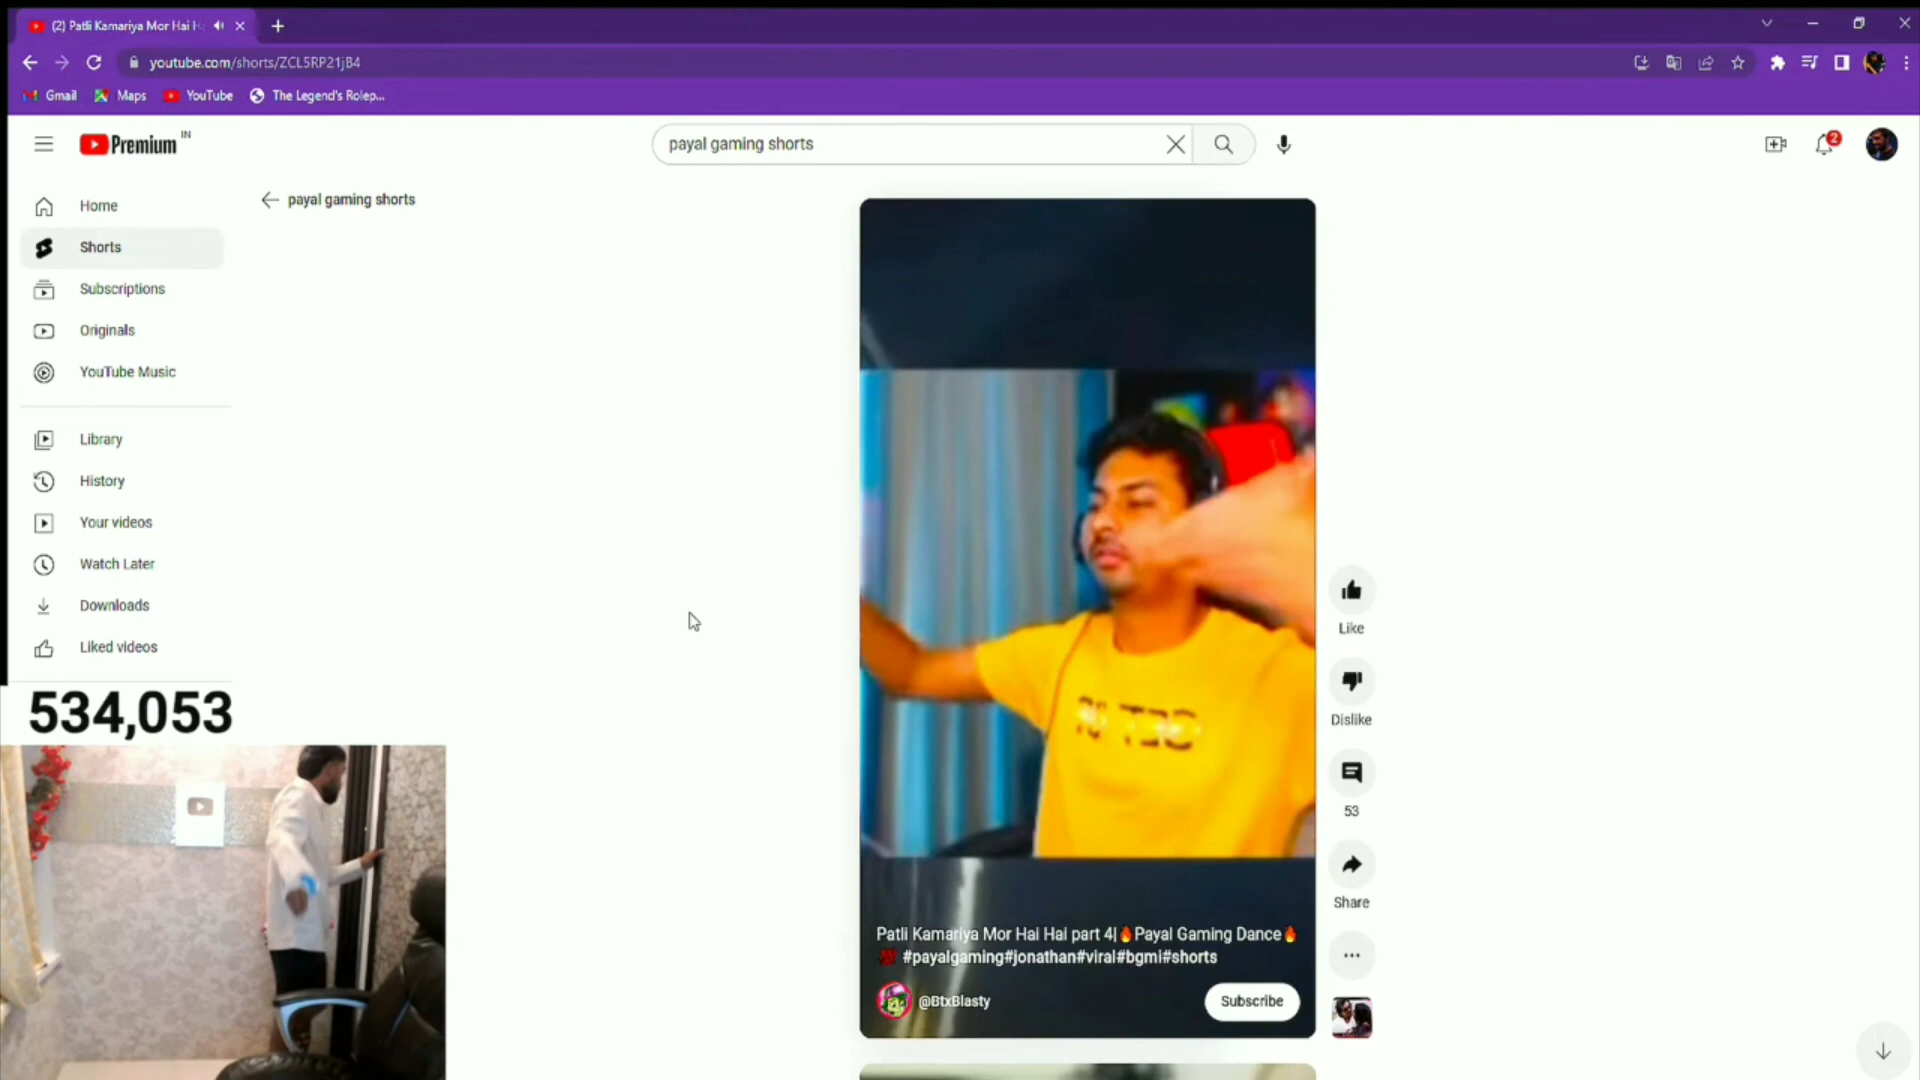 (2) Patli Kamariya Mor Hai H
youtube.com/shorts/ZCL5RP21jB4
Gmail
Maps
YouTube
The Legend's Rolep...
Premium IN
payal gaming shorts
2
Home
payal gaming shorts
Shorts
Subscriptions
Originals
YouTube Music
Library
History
Your videos
Watch Later
Downloads
Liked videos
534,053
Like
Dislike
53
Share
Patli Kamariya Mor Hai Hai part 4|🔥Payal Gaming Dance🔥
💯 #payalgaming#jonathan#viral#bgmi#shorts
@BtxBlasty
Subscribe